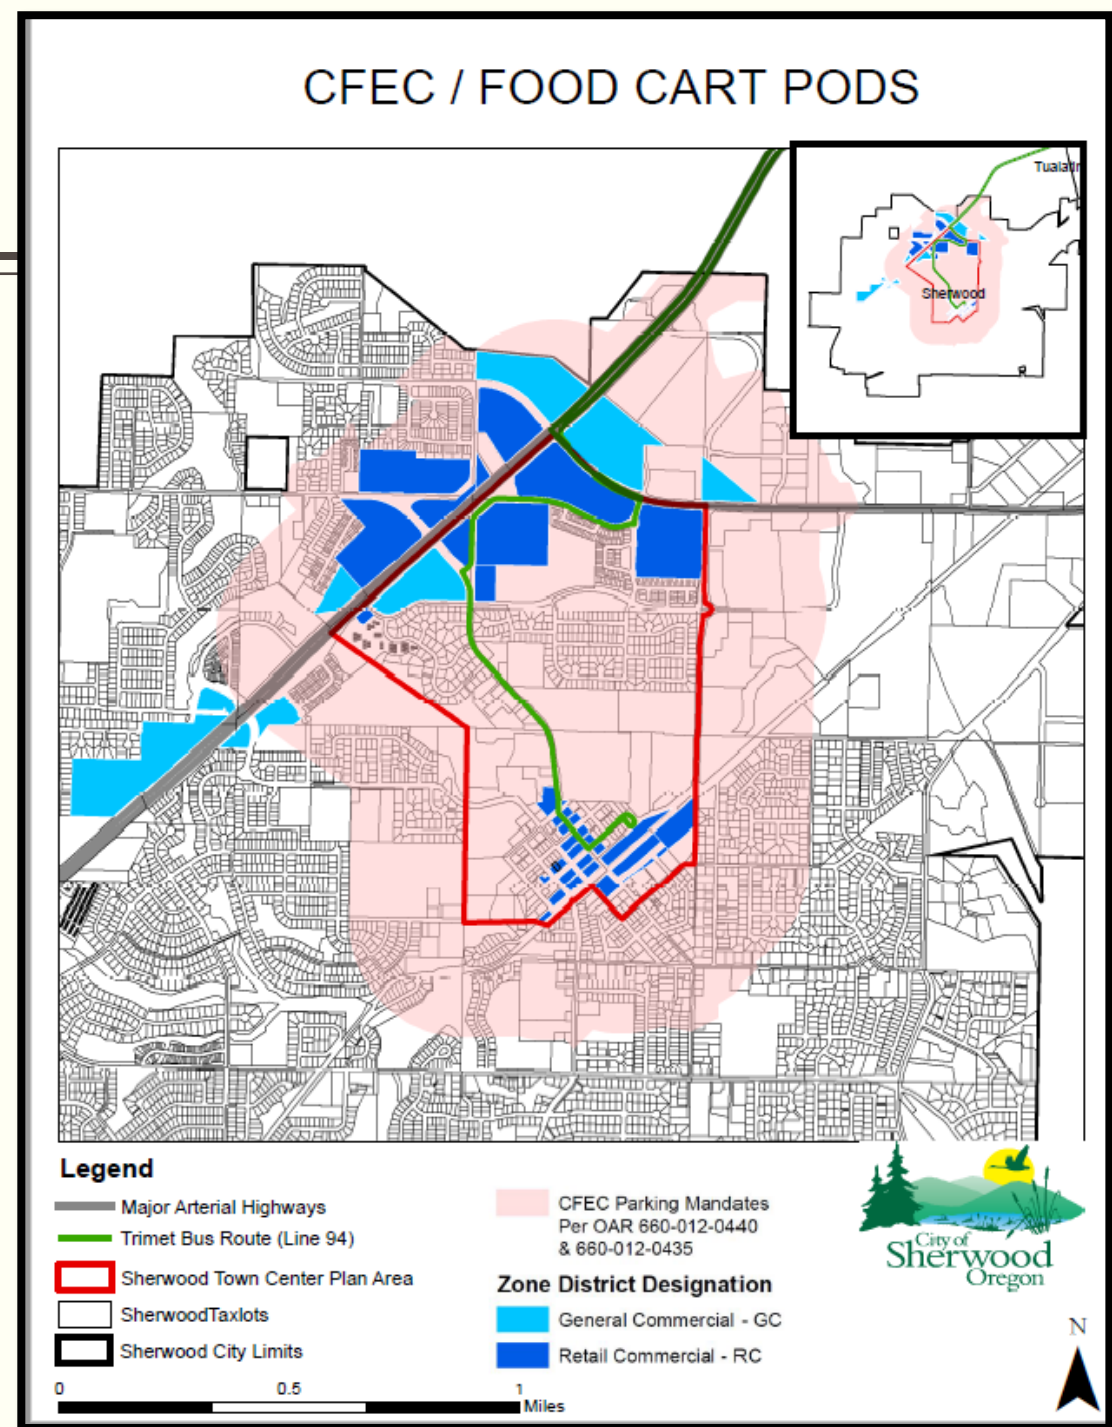 CFEC / FOOD CART PODS
Tualatin
Sherwood
Legend
Major Arterial Highways
Trimet Bus Route (Line 94)
Sherwood Town Center Plan Area
SherwoodTaxlots
Sherwood City Limits
0 0.5 1
Miles
CFEC Parking Mandates
Per OAR 660-012-0440
& 660-012-0435
Zone District Designation
General Commercial - GC
Retail Commercial - RC
City of
Sherwood
Oregon
N